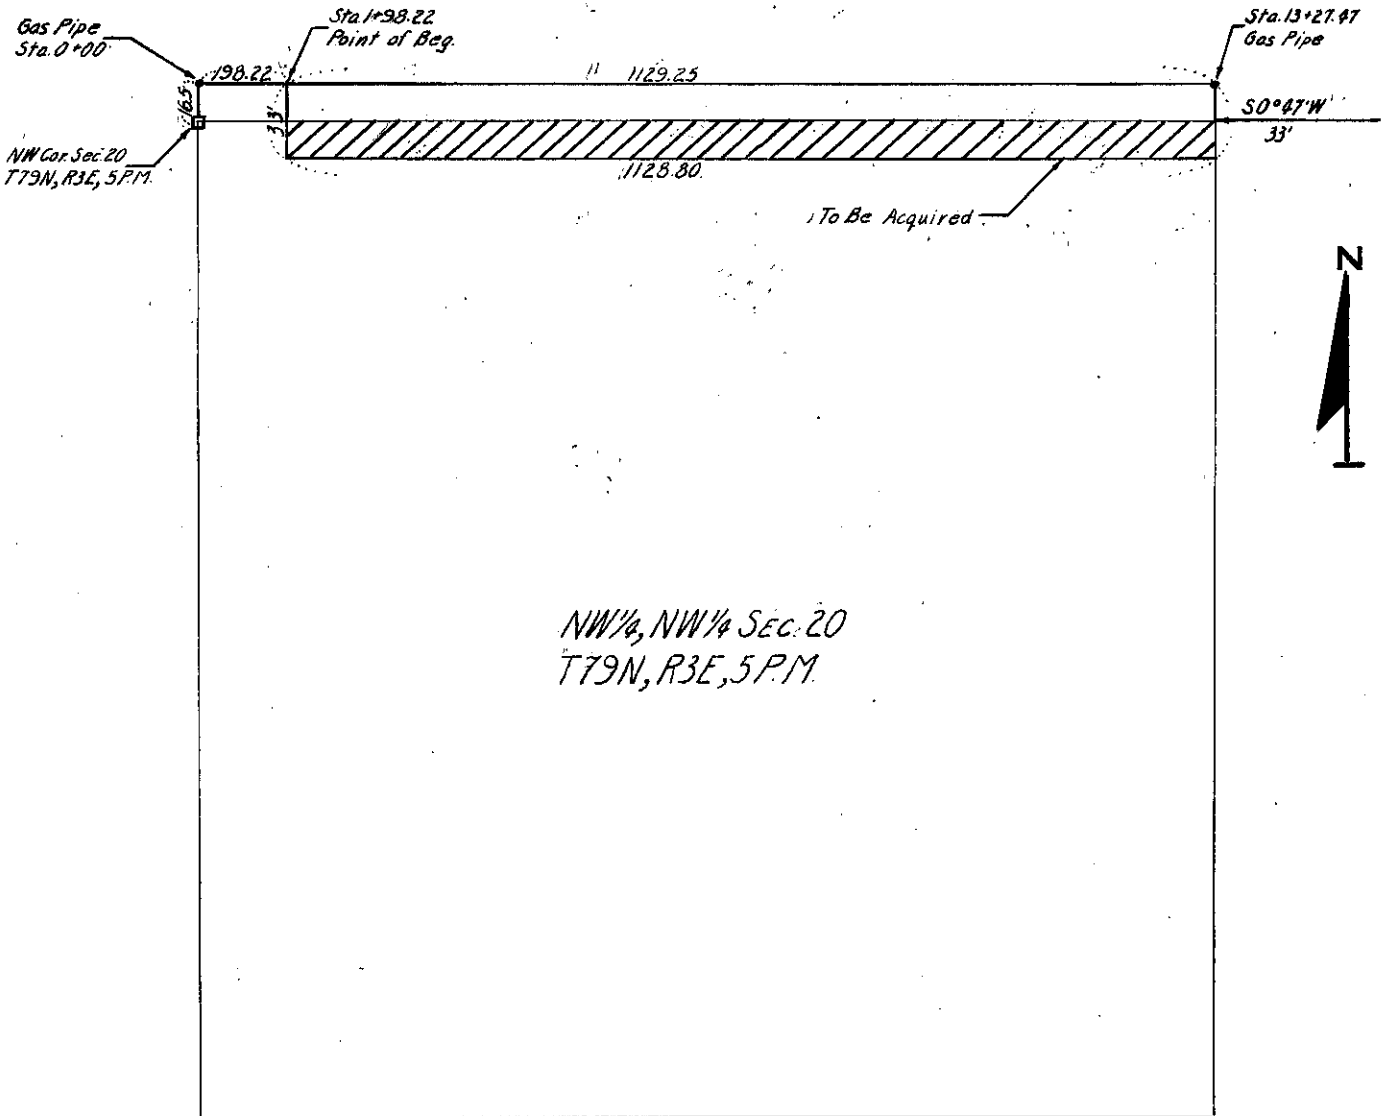 Gas Pipe
Sta. 0+00
Sta. 1+98.22
Point of Beg.
Sta. 13+27.47
Gas Pipe
198.22
1129.25
16.5
33'
S0°47'W
33'
NW Cor. Sec. 20
T79N, R3E, 5 P.M.
1128.80
To Be Acquired
N
NW¼, NW¼ SEC. 20
T79N, R3E, 5 P.M.